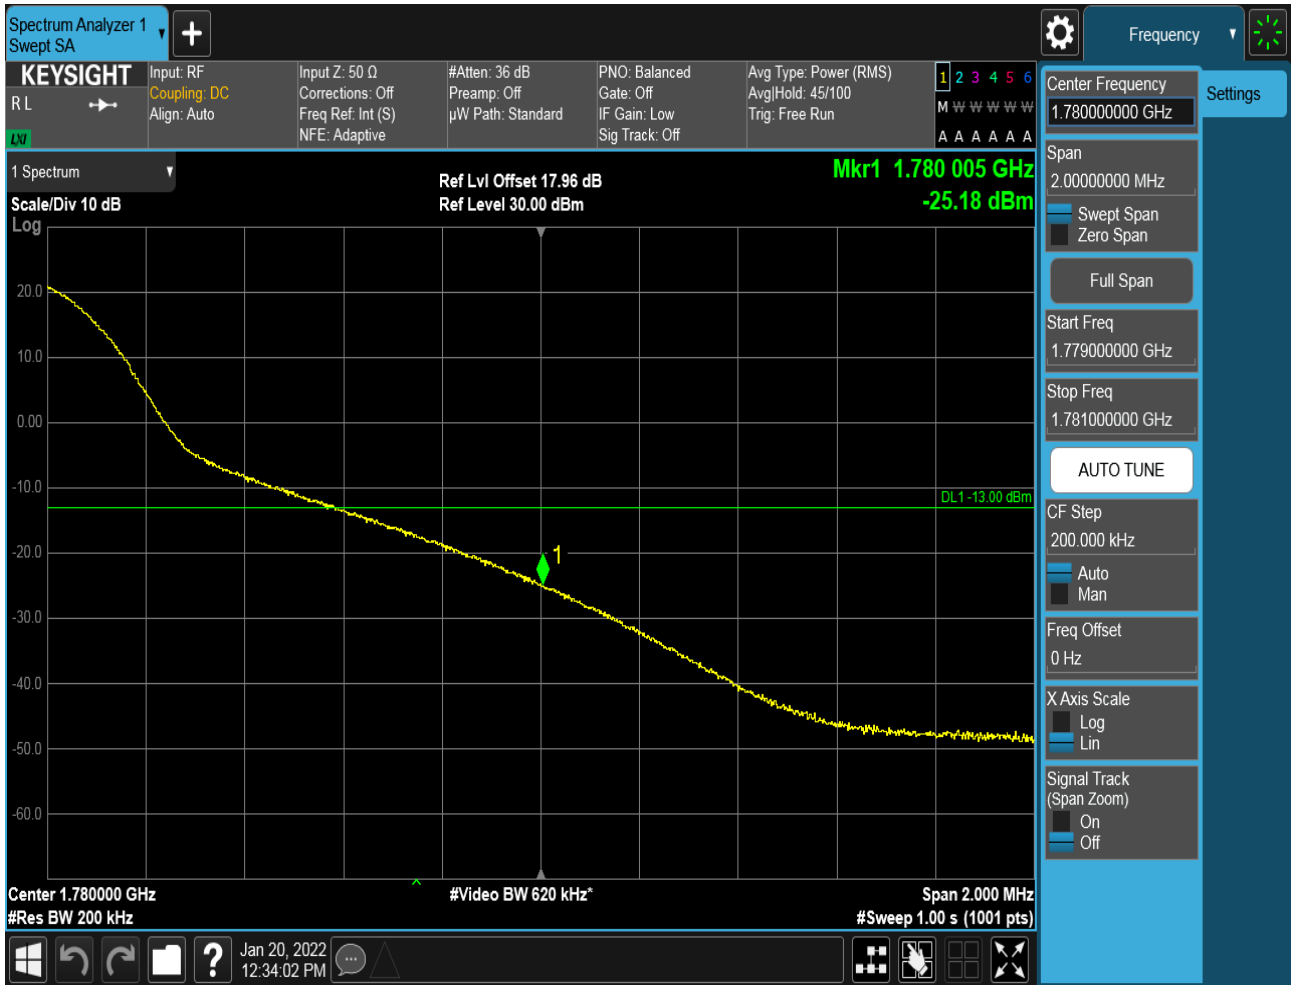 Spectrum Analyzer 1
Swept SA
Frequency
KEYSIGHT
R L
LXI
Input: RF
Coupling: DC
Align: Auto
Input Z: 50 Ω
Corrections: Off
Freq Ref: Int (S)
NFE: Adaptive
#Atten: 36 dB
Preamp: Off
µW Path: Standard
PNO: Balanced
Gate: Off
IF Gain: Low
Sig Track: Off
Avg Type: Power (RMS)
Avg|Hold: 45/100
Trig: Free Run
1 2 3 4 5 6
M W W W W W
A A A A A A
1 Spectrum
Scale/Div 10 dB
Log
Ref Lvl Offset 17.96 dB
Ref Level 30.00 dBm
Mkr1 1.780 005 GHz
-25.18 dBm
20.0
10.0
0.00
-10.0
-20.0
-30.0
-40.0
-50.0
-60.0
DL1 -13.00 dBm
1
Center 1.780000 GHz
#Res BW 200 kHz
#Video BW 620 kHz*
Span 2.000 MHz
#Sweep 1.00 s (1001 pts)
Center Frequency
1.780000000 GHz
Settings
Span
2.00000000 MHz
Swept Span
Zero Span
Full Span
Start Freq
1.779000000 GHz
Stop Freq
1.781000000 GHz
AUTO TUNE
CF Step
200.000 kHz
Auto
Man
Freq Offset
0 Hz
X Axis Scale
Log
Lin
Signal Track
(Span Zoom)
On
Off
?
Jan 20, 2022
12:34:02 PM